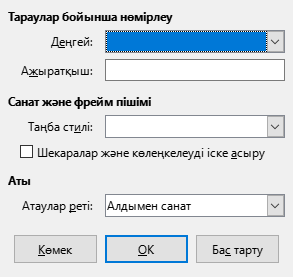 Тараулар бойынша нөмірлеу
Деңгей:
Ажыратқыш:
Санат және фрейм пішімі
Таңба стилі:
Шекаралар және көлеңкелеуді іске асыру
Аты
Атаулар реті: Алдымен санат
Көмек OK Бас тарту